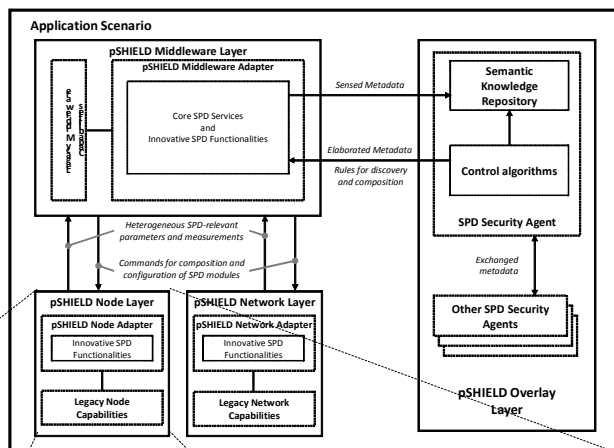 Application Scenario
pSHIELD Middleware Layer
pSHIELD Middleware Adapter
Core SPD Services
and
Innovative SPD Functionalities
Sensed Metadata
Elaborated Metadata
Rules for discovery
and composition
Semantic
Knowledge
Repository
Control algorithms
SPD Security Agent
Exchanged
metadata
Other SPD Security
Agents
pSHIELD Overlay
Layer
Heterogeneous SPD-relevant
parameters and measurements
Commands for composition and
configuration of SPD modules
pSHIELD Node Layer
pSHIELD Node Adapter
Innovative SPD
Functionalities
Legacy Node
Capabilities
pSHIELD Network Layer
pSHIELD Network Adapter
Innovative SPD
Functionalities
Legacy Network
Capabilities